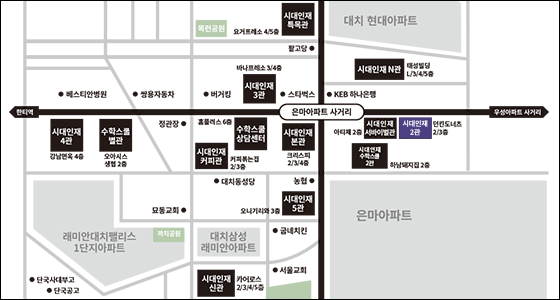 목련공원
요거트레소 4/5층
시대인재
특목관
대치 현대아파트
팔고당
바나프레소 3/4층
시대인재
3관
시대인재 N관
태성빌딩
L/3/4/5층
베스티안병원
쌍용자동차
버거킹
스타벅스
KEB 하나은행
한티역
은마아파트 사거리
우성아파트 사거리
시대인재
4관
강남면옥 4층
수학스쿨
별관
오아시스
생협 2층
정관장
홈플러스 6층
수학스쿨
상담센터
시대인재
커피관
커피볶는집
2/3층
시대인재
본관
크리스피
2/3/4층
아티제 2층
시대인재
서바이벌관
시대인재
2관
던킨도너츠
2/3층
시대인재
수학스쿨
2관
하남돼지집 2층
대치동성당
농협
묘동교회
오니기리와 3층
시대인재
5관
은마아파트
래미안대치팰리스
1단지아파트
까치공원
대치삼성
래미안아파트
굽네치킨
단국사대부고
단국공고
시대인재
신관
카이로스
2/3/4/5층
서울교회